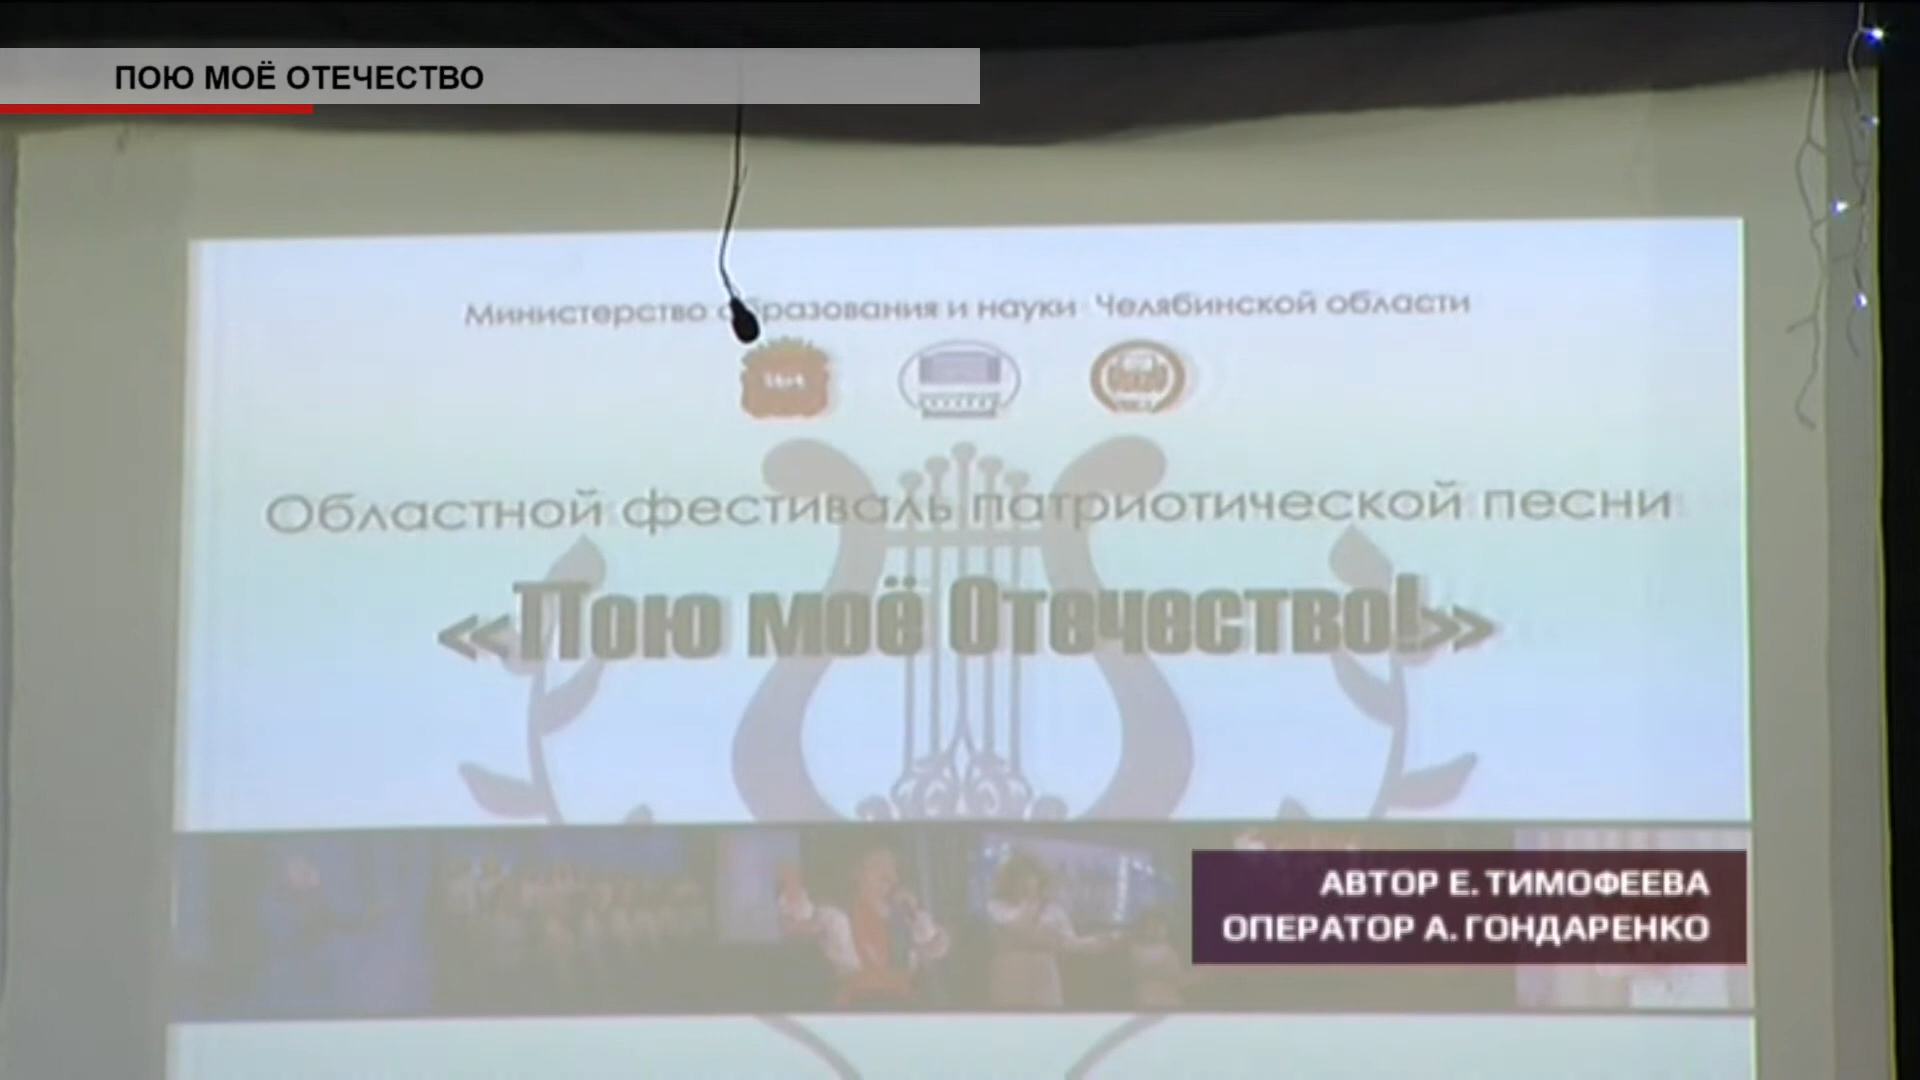 ПОЮ МОЁ ОТЕЧЕСТВО
Министерство образования и науки Челябинской области
Областной фестиваль патриотической песни
«Пою моё Отечество!»
АВТОР Е. ТИМОФЕЕВА
ОПЕРАТОР А. ГОНДАРЕНКО